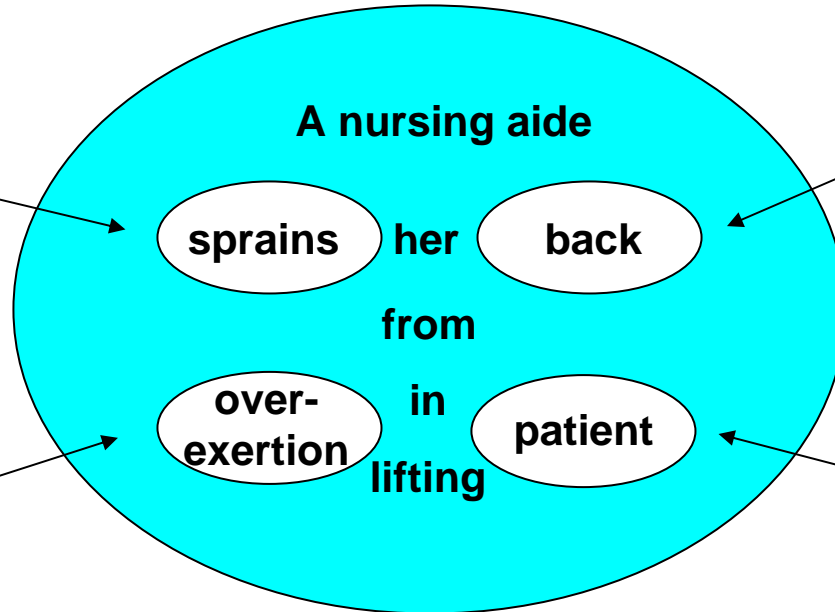 A nursing aide
sprains her back
from
over-
exertion
in
patient
lifting